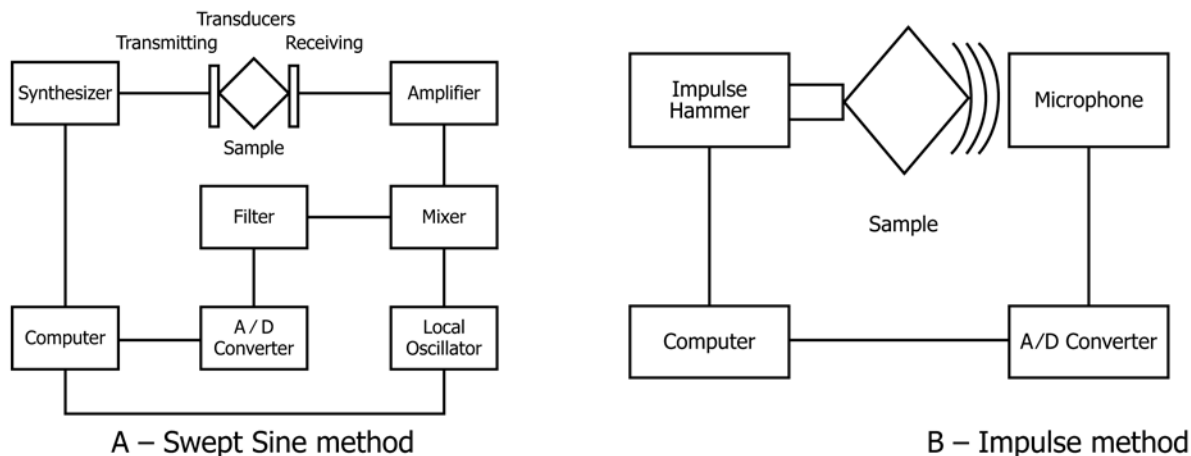 Transducers
Transmitting
Receiving
Synthesizer
Amplifier
Sample
Filter
Mixer
Computer
A / D
Converter
Local
Oscillator
A – Swept Sine method
Impulse
Hammer
Microphone
Sample
Computer
A/D Converter
B – Impulse method